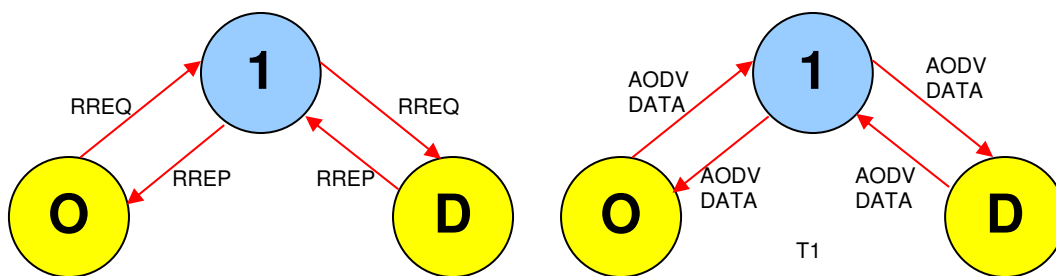 1
RREQ
RREQ
RREP
RREP
O
D
1
AODV
DATA
AODV
DATA
AODV
DATA
AODV
DATA
O
D
T1